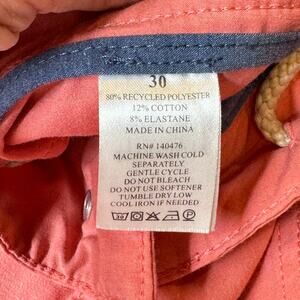 30
80% RECYCLED POLYESTER
12% COTTON
8% ELASTANE
MADE IN CHINA
RN# 140476
MACHINE WASH COLD
SEPARATELY
GENTLE CYCLE
DO NOT BLEACH
DO NOT USE SOFTENER
TUMBLE DRY LOW
COOL IRON IF NEEDED